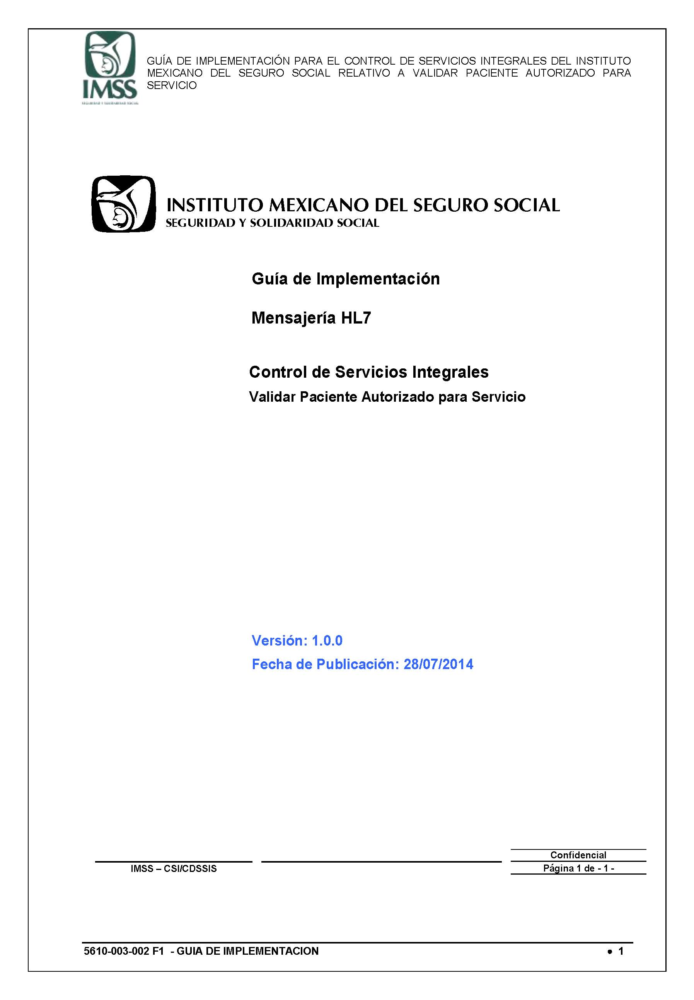 GUÍA DE IMPLEMENTACIÓN PARA EL CONTROL DE SERVICIOS INTEGRALES DEL INSTITUTO
MEXICANO DEL SEGURO SOCIAL RELATIVO A VALIDAR PACIENTE AUTORIZADO PARA
SERVICIO
IMSS
SEGURIDAD Y SOLIDARIDAD SOCIAL
INSTITUTO MEXICANO DEL SEGURO SOCIAL
SEGURIDAD Y SOLIDARIDAD SOCIAL
Guía de Implementación
Mensajería HL7
Control de Servicios Integrales
Validar Paciente Autorizado para Servicio
Versión: 1.0.0
Fecha de Publicación: 28/07/2014
Confidencial
IMSS – CSI/CDSSIS
Página 1 de - 1 -
5610-003-002 F1 - GUIA DE IMPLEMENTACION
• 1